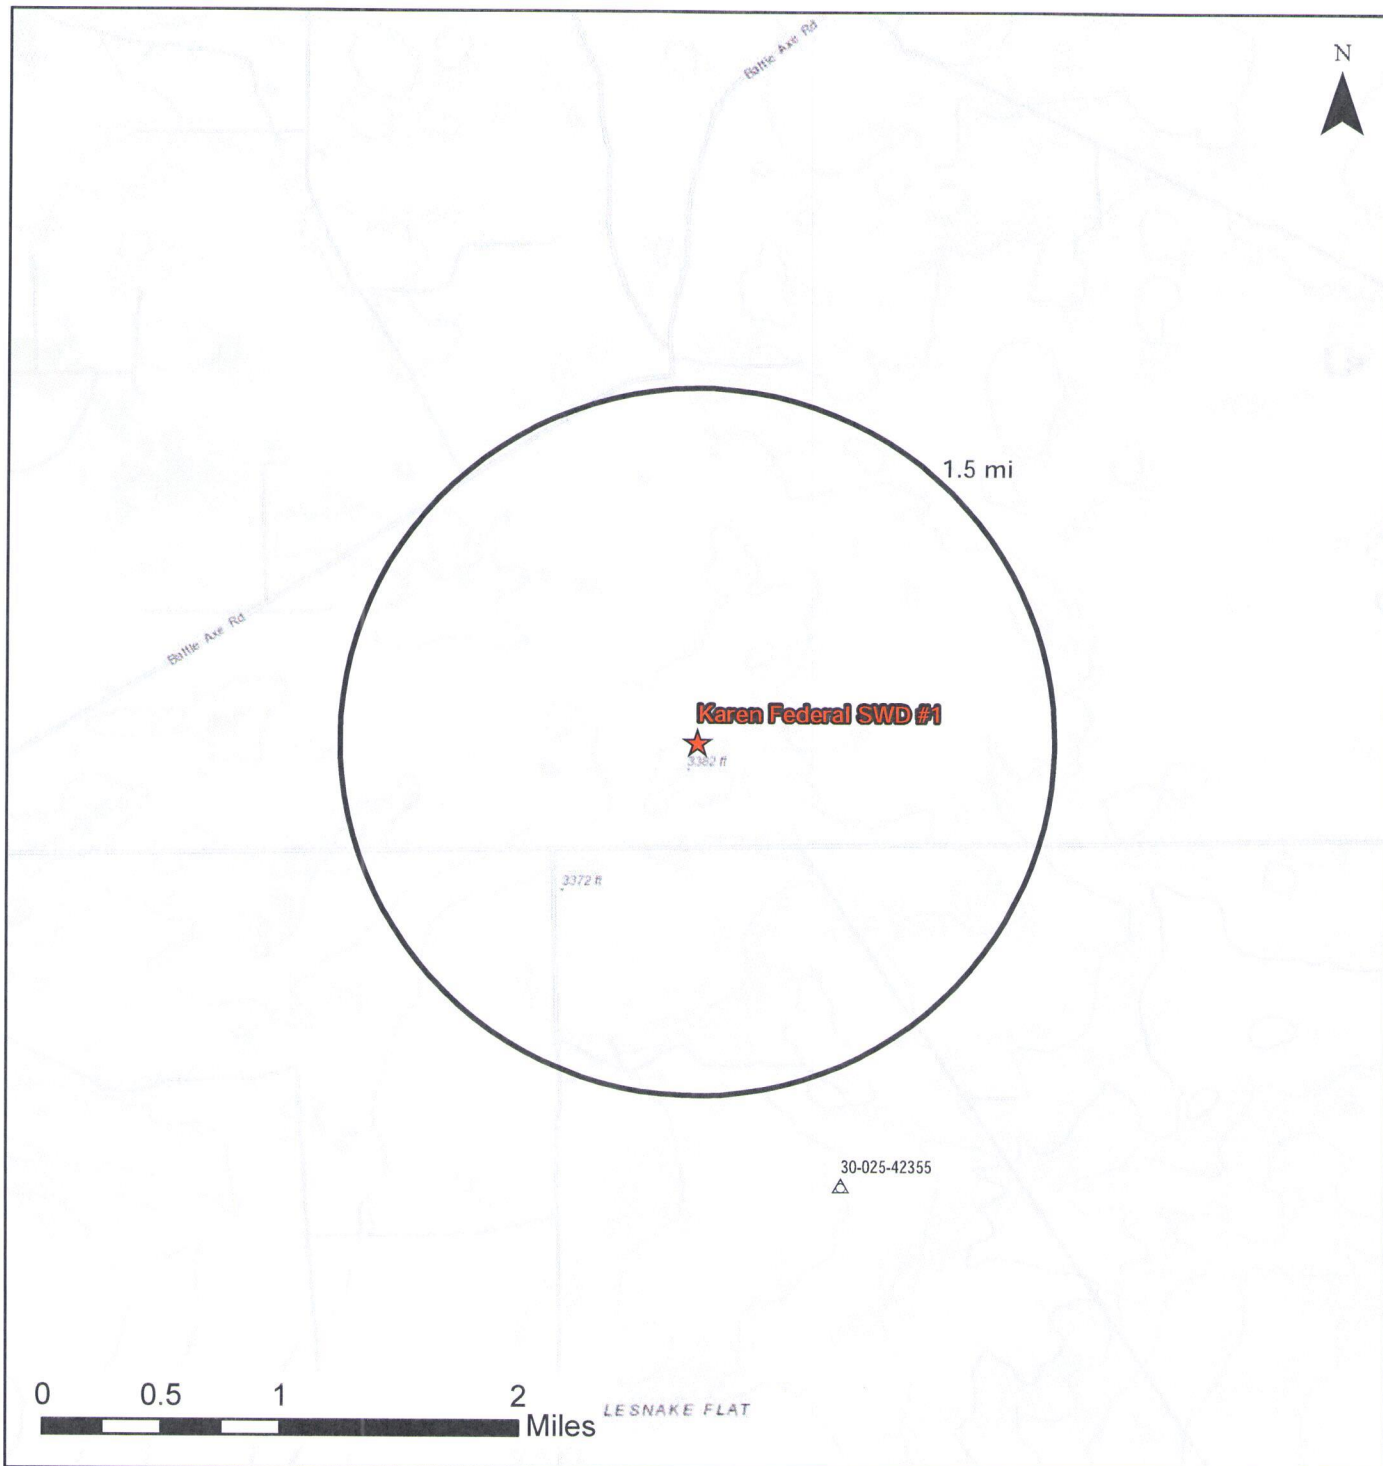 Battle Axe Rd
N
1.5 mi
Battle Axe Rd
Karen Federal SWD #1
3382 ft
3372 ft
30-025-42355
0 0.5 1 2
Miles
LESNAKE FLAT